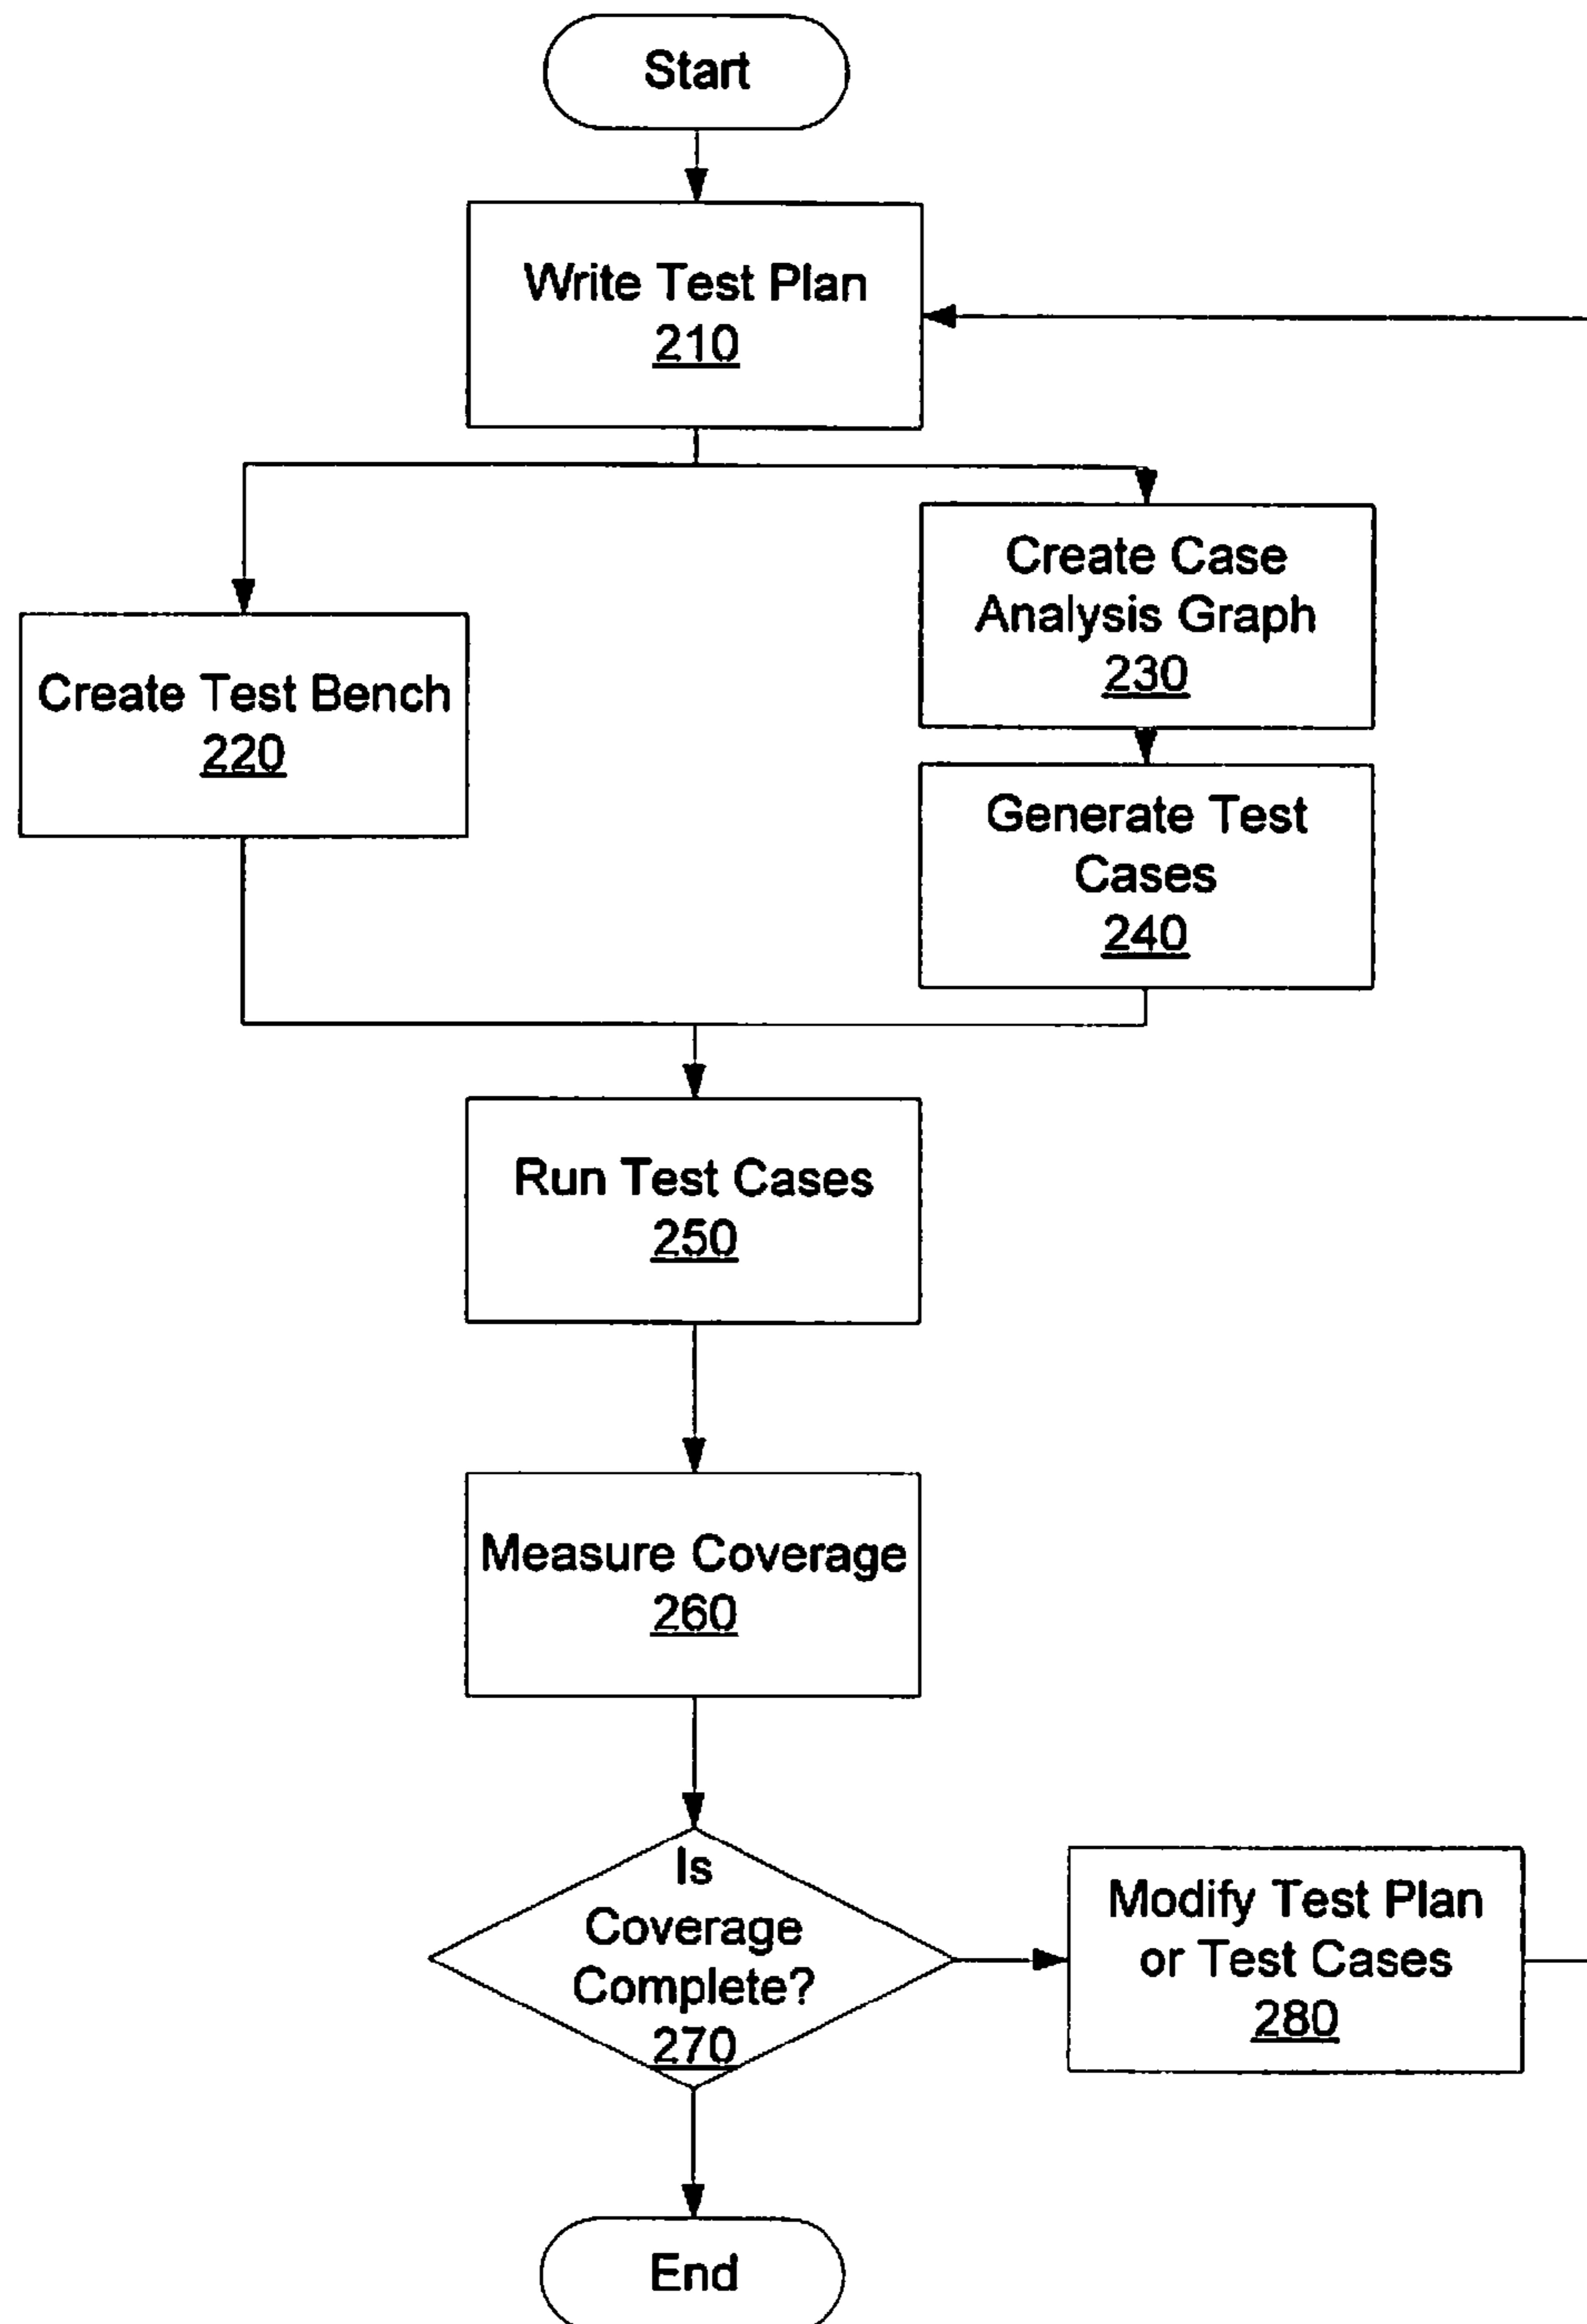 Start
Write Test Plan
210
Create Case
Analysis Graph
230
Create Test Bench
220
Generate Test
Cases
240
Run Test Cases
250
Measure Coverage
260
Is
Coverage
Complete?
270
Modify Test Plan
or Test Cases
280
End